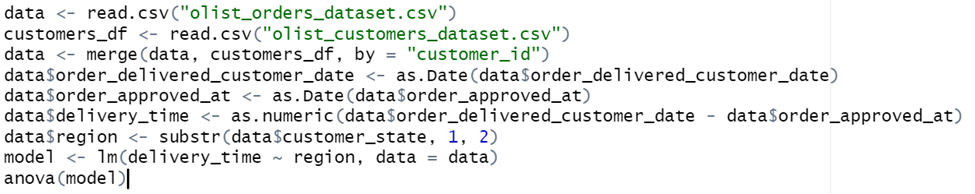 data <- read.csv("olist_orders_dataset.csv")
customers_df <- read.csv("olist_customers_dataset.csv")
data <- merge(data, customers_df, by = "customer_id")
data$order_delivered_customer_date <- as.Date(data$order_delivered_customer_date)
data$order_approved_at <- as.Date(data$order_approved_at)
data$delivery_time <- as.numeric(data$order_delivered_customer_date - data$order_approved_at)
data$region <- substr(data$customer_state, 1, 2)
model <- lm(delivery_time ~ region, data = data)
anova(model)